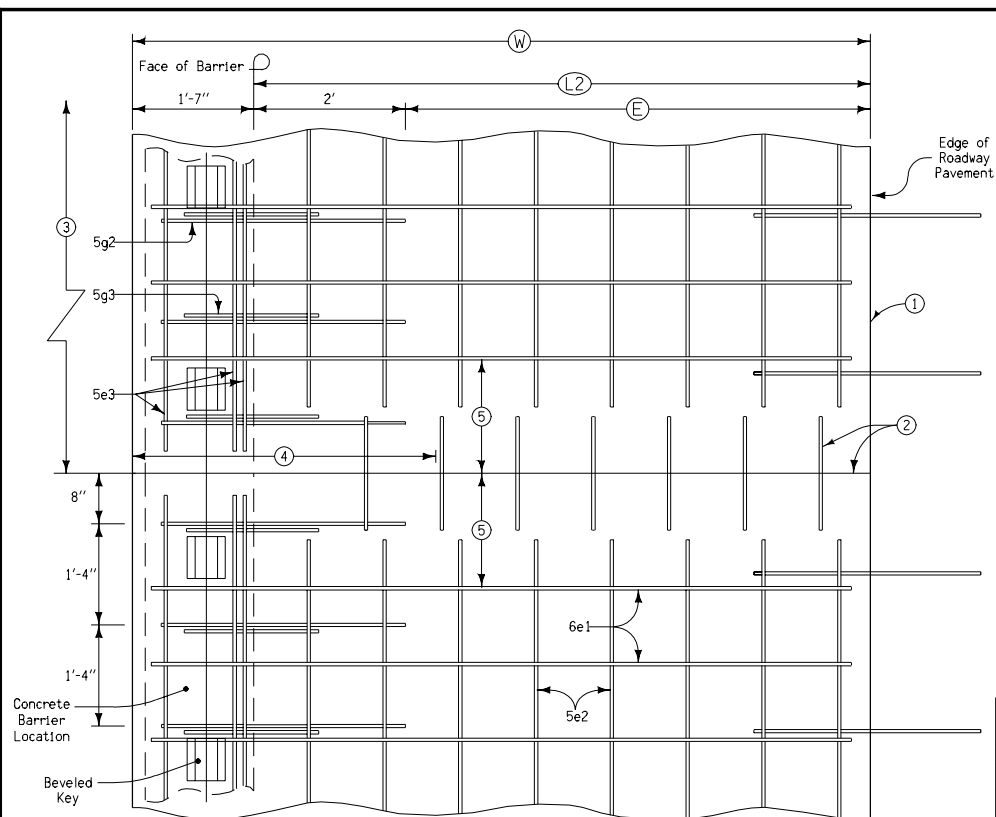 W
Face of Barrier
L2
1'-7"
2'
E
Edge of
Roadway
Pavement
3
5g2
5g3
1
5e3
5
2
4
8"
5
1'-4"
6e1
1'-4"
5e2
Concrete
Barrier
Location
Beveled
Key